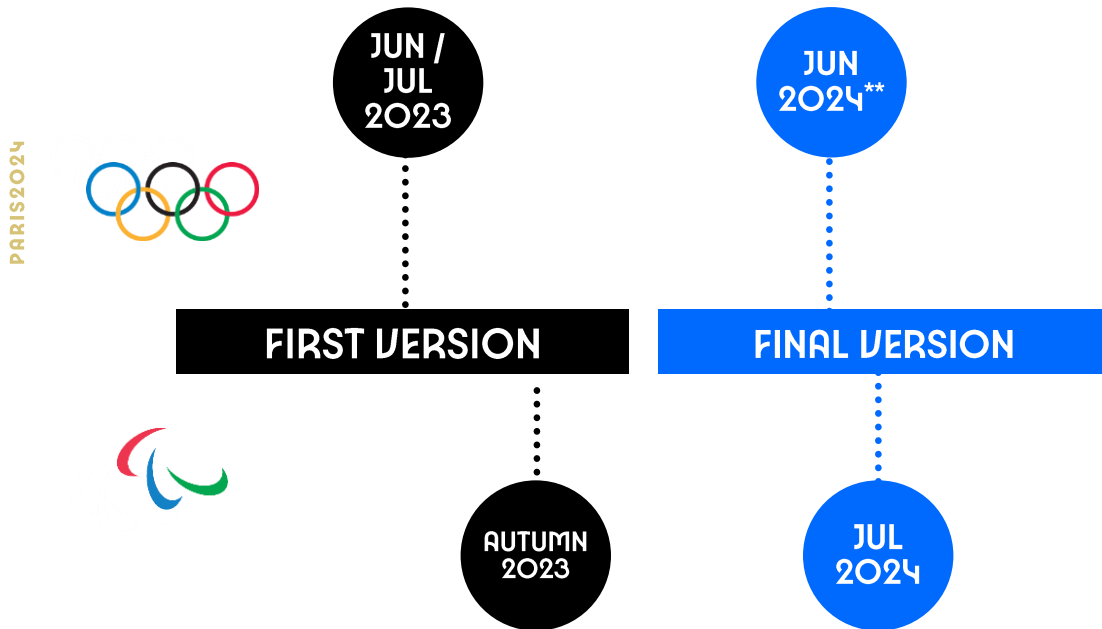 JUN /
JUL
2023
JUN
2024**
PARIS2024
FIRST VERSION
FINAL VERSION
AUTUMN
2023
JUL
2024